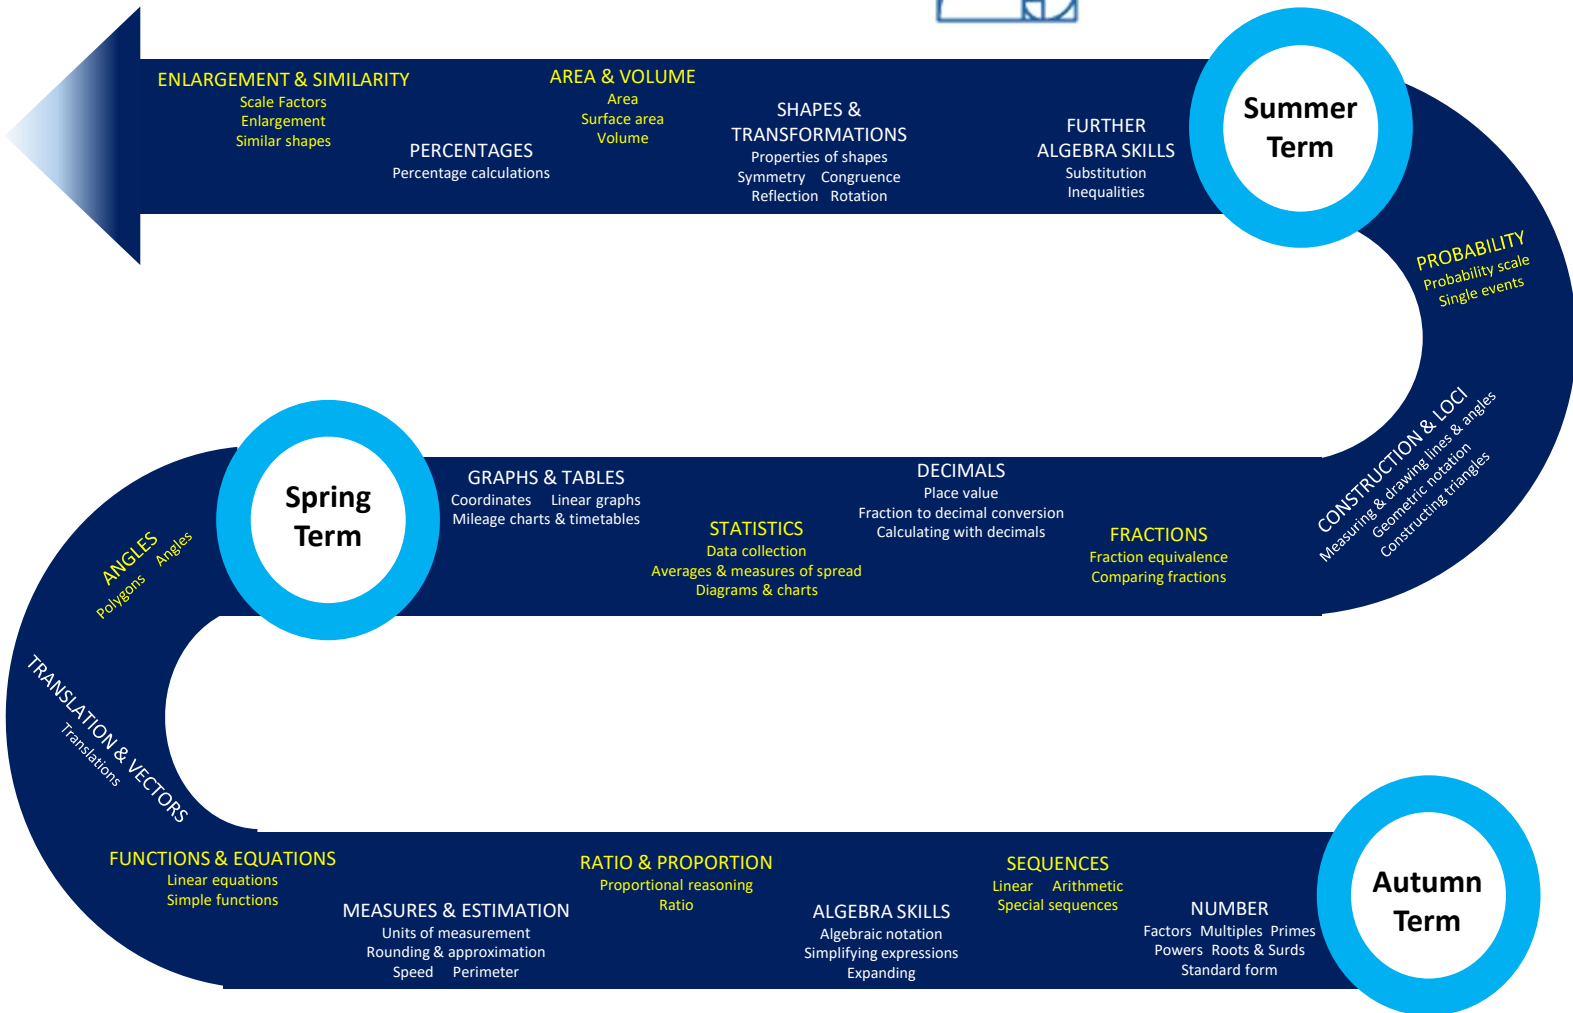 ENLARGEMENT & SIMILARITY
Scale Factors
Enlargement
Similar shapes
PERCENTAGES
Percentage calculations
AREA & VOLUME
Area
Surface area
Volume
SHAPES &
TRANSFORMATIONS
Properties of shapes
Symmetry Congruence
Reflection Rotation
FURTHER
ALGEBRA SKILLS
Substitution
Inequalities
Summer
Term
PROBABILITY
Probability scale
Single events
CONSTRUCTION & LOCI
Measuring & drawing lines & angles
Geometric notation
Constructing triangles
FRACTIONS
Fraction equivalence
Comparing fractions
DECIMALS
Place value
Fraction to decimal conversion
Calculating with decimals
STATISTICS
Data collection
Averages & measures of spread
Diagrams & charts
GRAPHS & TABLES
Coordinates Linear graphs
Mileage charts & timetables
Spring
Term
ANGLES
Polygons Angles
TRANSLATION & VECTORS
Translations
FUNCTIONS & EQUATIONS
Linear equations
Simple functions
MEASURES & ESTIMATION
Units of measurement
Rounding & approximation
Speed Perimeter
RATIO & PROPORTION
Proportional reasoning
Ratio
ALGEBRA SKILLS
Algebraic notation
Simplifying expressions
Expanding
SEQUENCES
Linear Arithmetic
Special sequences
NUMBER
Factors Multiples Primes
Powers Roots & Surds
Standard form
Autumn
Term